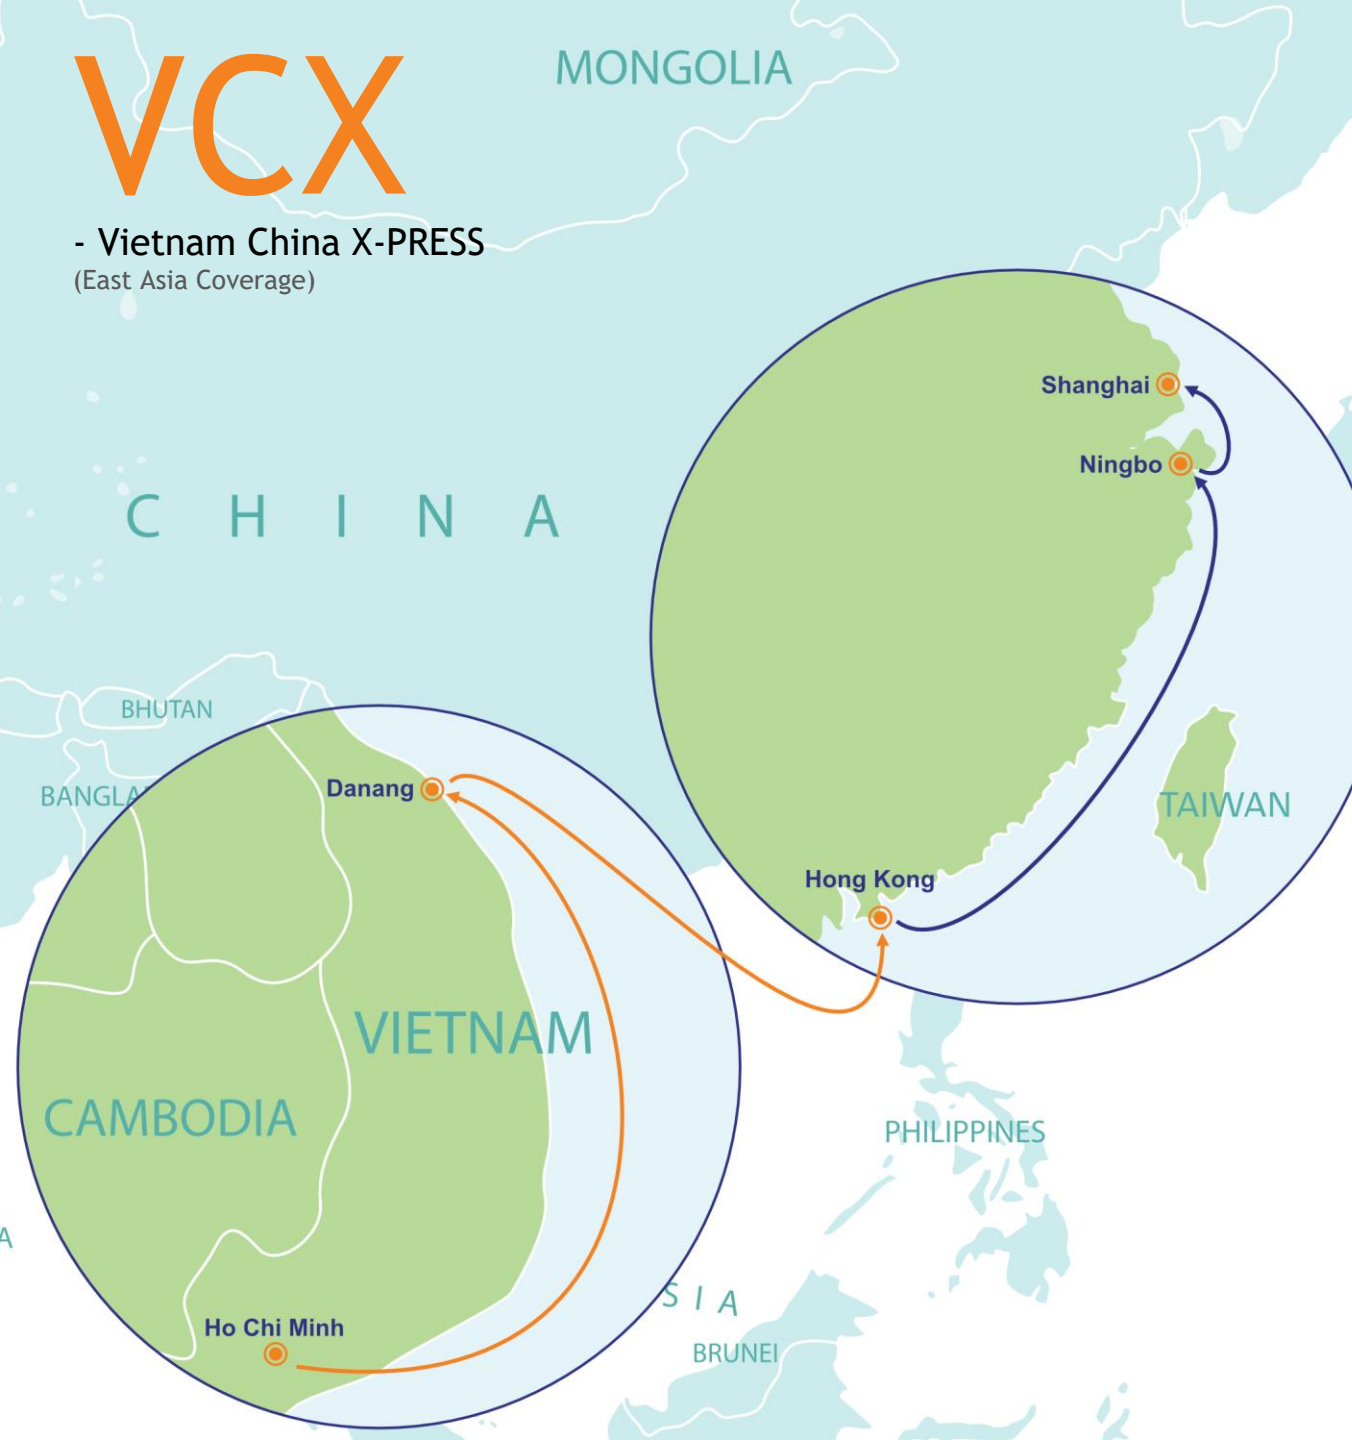 VCX
- Vietnam China X-PRESS
(East Asia Coverage)
MONGOLIA
Shanghai
Ningbo
C H I N A
BHUTAN
BANGLA
Danang
TAIWAN
Hong Kong
VIETNAM
CAMBODIA
PHILIPPINES
A
S I A
Ho Chi Minh
BRUNEI